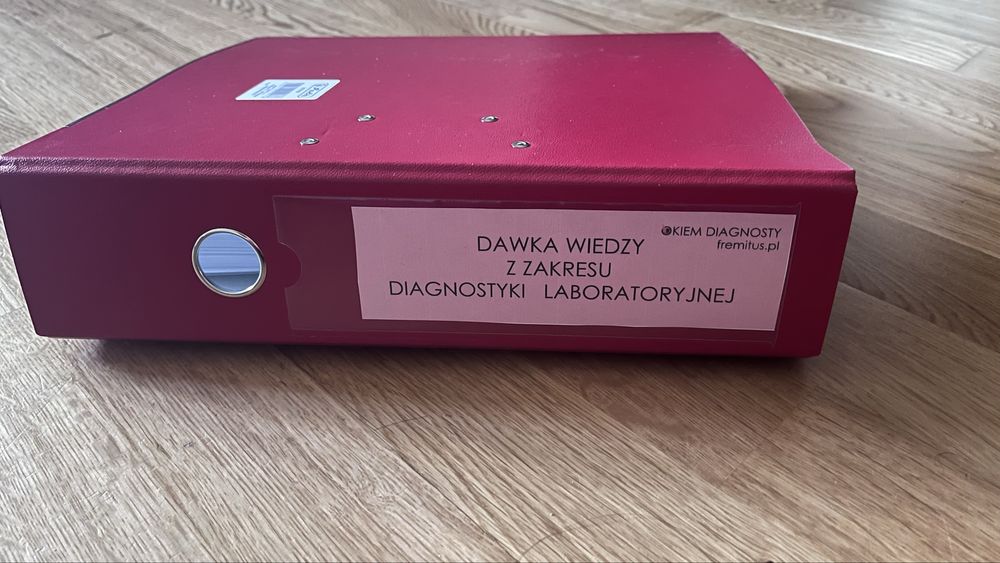 OKIEM DIAGNOSTY
fremitus.pl
DAWKA WIEDZY
Z ZAKRESU
DIAGNOSTYKI LABORATORYJNEJ